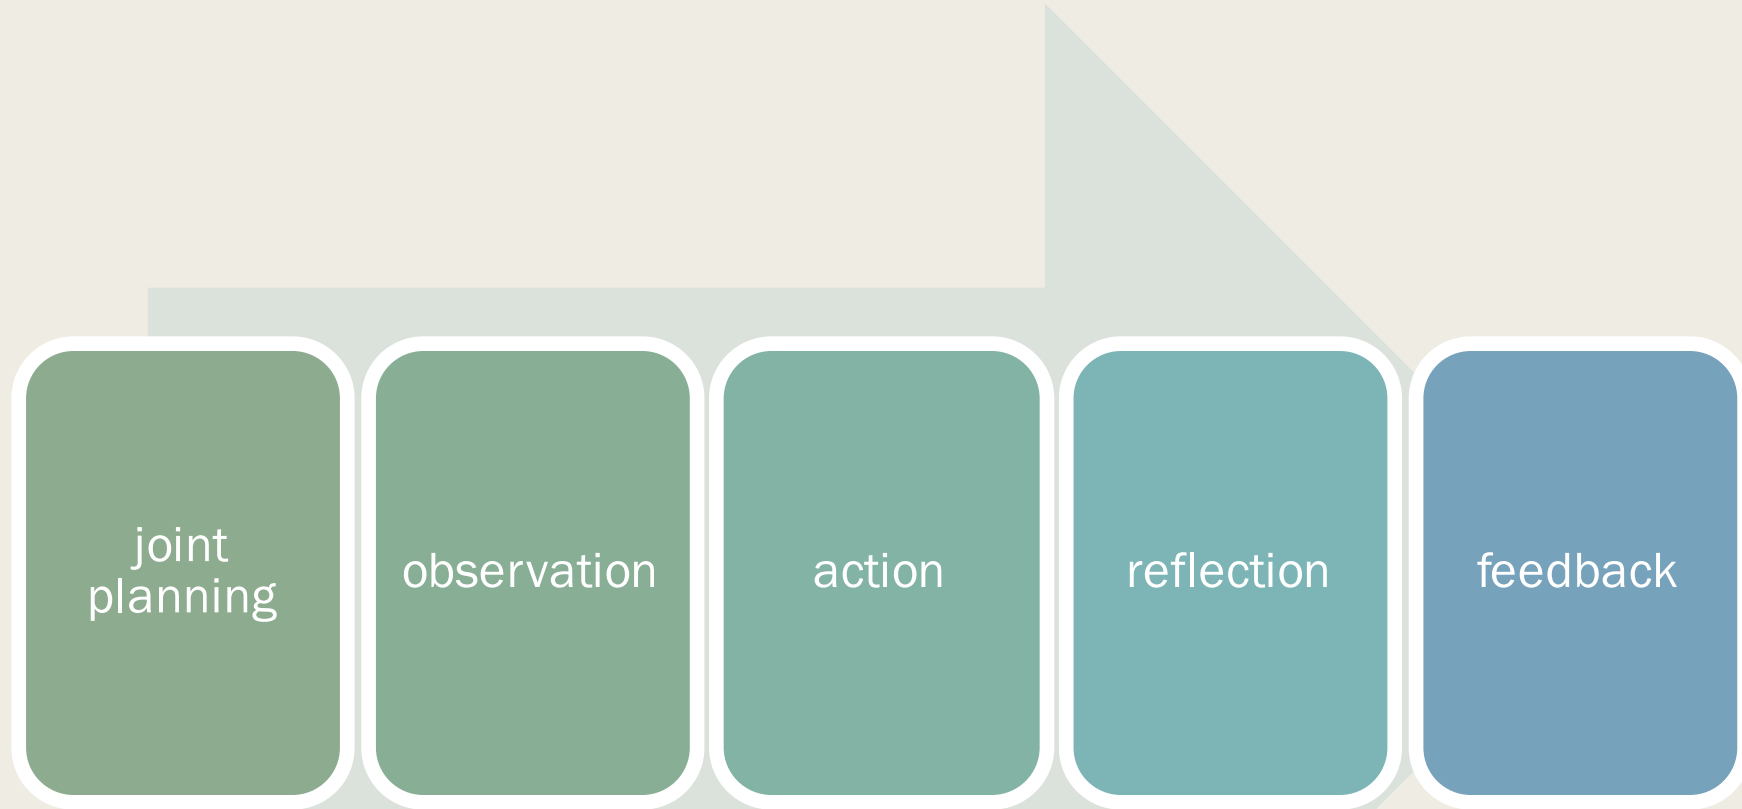 joint
planning
observation
action
reflection
feedback